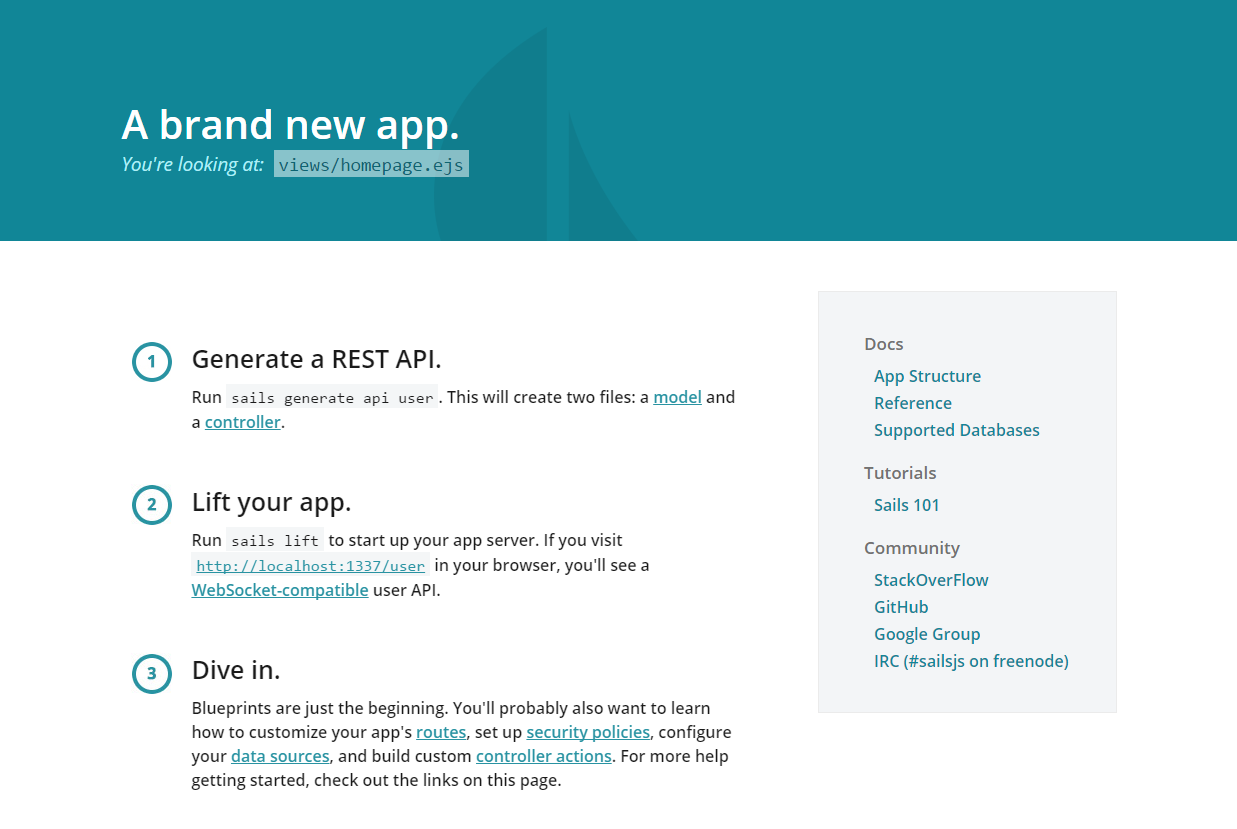 A brand new app.
You're looking at: views/homepage.ejs
1
Generate a REST API.
Run sails generate api user. This will create two files: a model and
a controller.
2
Lift your app.
Run sails lift to start up your app server. If you visit
http://localhost:1337/user in your browser, you'll see a
WebSocket-compatible user API.
3
Dive in.
Blueprints are just the beginning. You'll probably also want to learn
how to customize your app's routes, set up security policies, configure
your data sources, and build custom controller actions. For more help
getting started, check out the links on this page.
Docs
App Structure
Reference
Supported Databases
Tutorials
Sails 101
Community
StackOverFlow
GitHub
Google Group
IRC (#sailsjs on freenode)